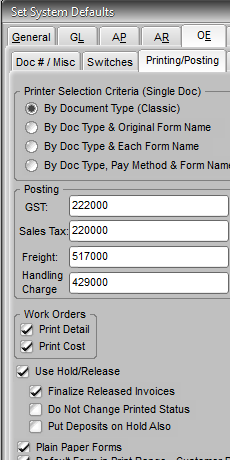 Set System Defaults
General GL AP AR OE
Doc # / Misc Switches Printing/Posting
Printer Selection Criteria (Single Doc)
By Document Type (Classic)
By Doc Type & Original Form Name
By Doc Type & Each Form Name
By Doc Type, Pay Method & Form Name
Posting
GST: 222000
Sales Tax: 220000
Freight: 517000
Handling Charge 429000
Work Orders
Print Detail
Print Cost
Use Hold/Release
Finalize Released Invoices
Do Not Change Printed Status
Put Deposits on Hold Also
Plain Paper Forms
Default Form is Print Range - Customer